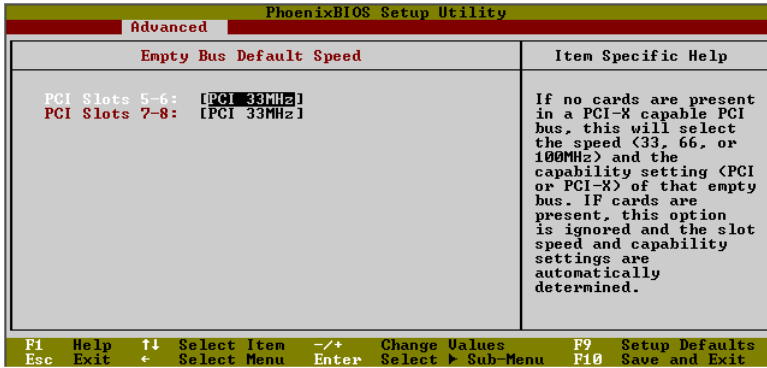 PhoenixBIOS Setup Utility
Advanced
Empty Bus Default Speed
Item Specific Help
PCI Slots 5-6: [PCI 33MHz]
PCI Slots 7-8: [PCI 33MHz]
If no cards are present
in a PCI-X capable PCI
bus, this will select
the speed (33, 66, or
100MHz) and the
capability setting (PCI
or PCI-X) of that empty
bus. IF cards are
present, this option
is ignored and the slot
speed and capability
settings are
automatically
determined.
F1 Help ↑↓ Select Item -/+ Change Values F9 Setup Defaults
Esc Exit ← Select Menu Enter Select ▶ Sub-Menu F10 Save and Exit